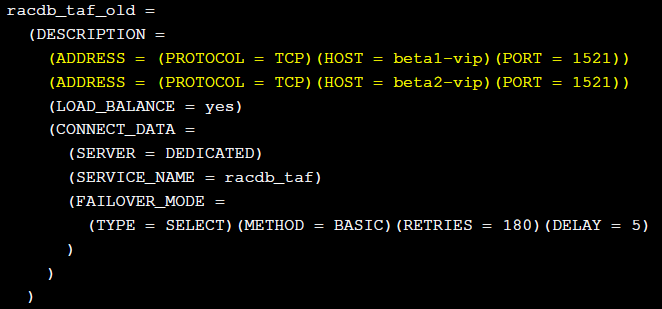 racdb_taf_old =
  (DESCRIPTION =
    (ADDRESS = (PROTOCOL = TCP)(HOST = beta1-vip)(PORT = 1521))
    (ADDRESS = (PROTOCOL = TCP)(HOST = beta2-vip)(PORT = 1521))
    (LOAD_BALANCE = yes)
    (CONNECT_DATA =
      (SERVER = DEDICATED)
      (SERVICE_NAME = racdb_taf)
      (FAILOVER_MODE =
        (TYPE = SELECT)(METHOD = BASIC)(RETRIES = 180)(DELAY = 5)
      )
    )
  )